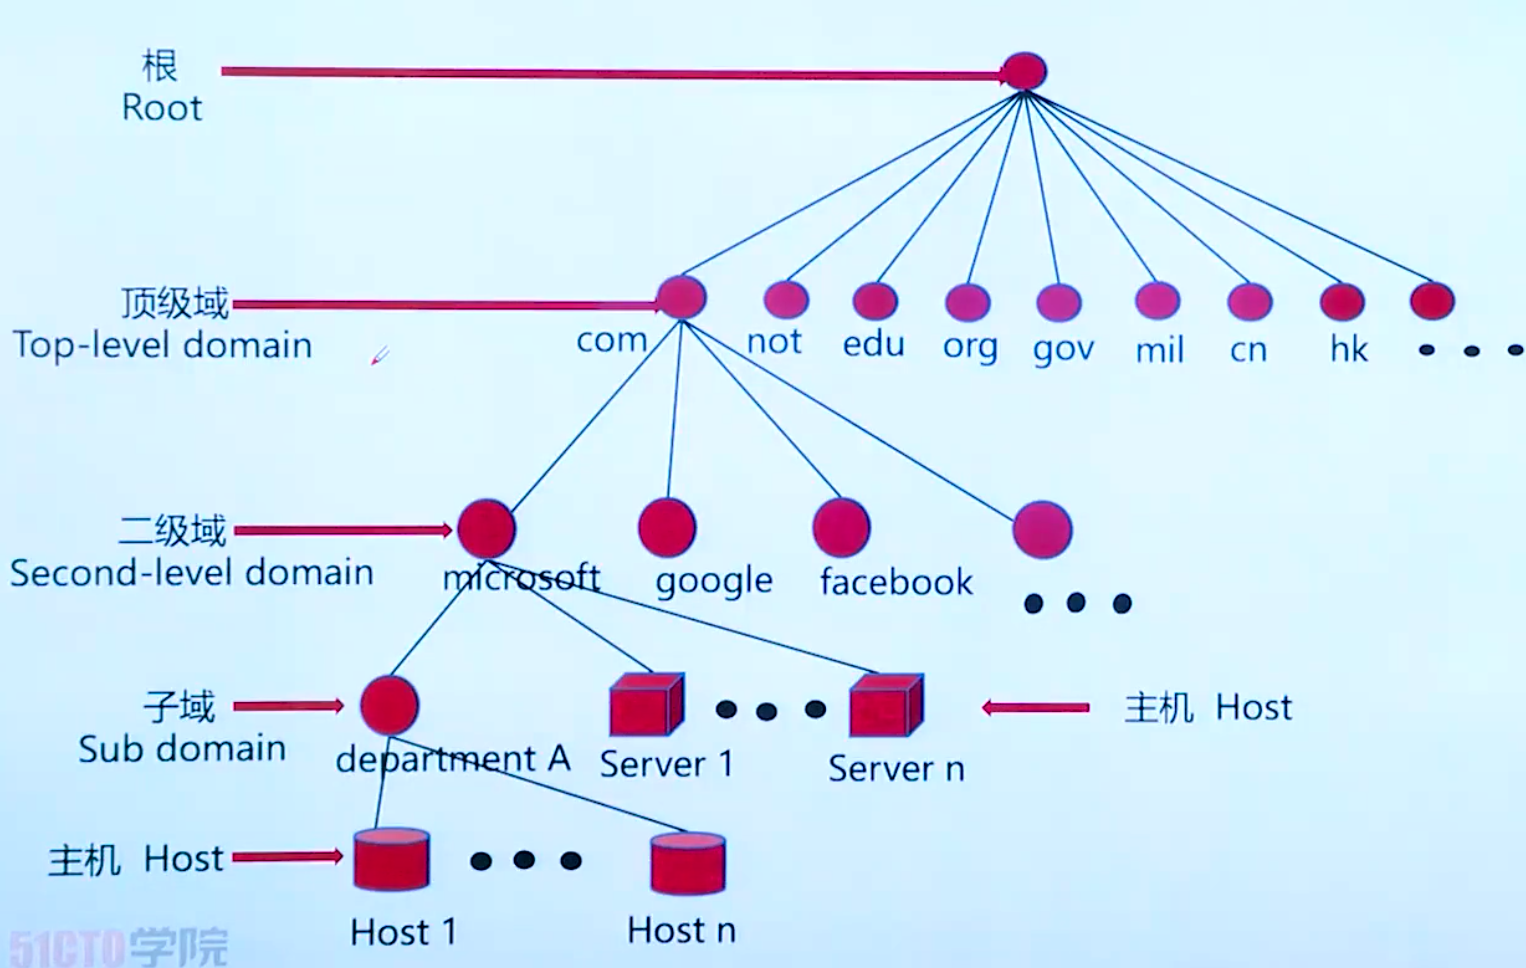 根
Root
顶级域
Top-level domain
com
not
edu
org
gov
mil
cn
hk
二级域
Second-level domain
microsoft
google
facebook
子域
Sub domain
department A
Server 1
Server n
主机 Host
主机 Host
Host 1
Host n
51CTO学院